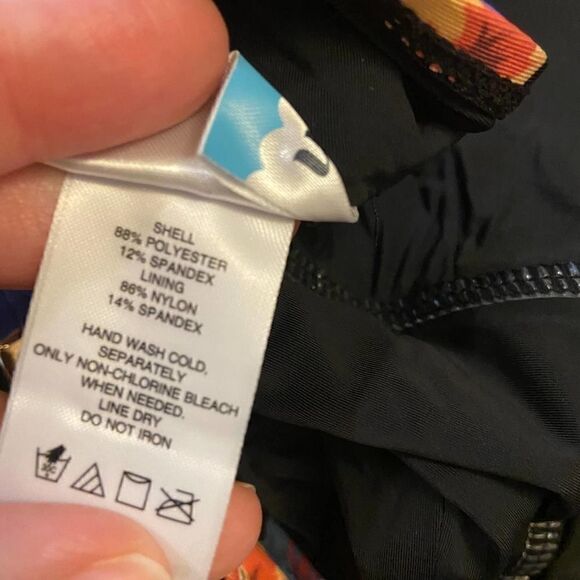 SHELL
88% POLYESTER
12% SPANDEX
LINING
86% NYLON
14% SPANDEX
HAND WASH COLD,
SEPARATELY
ONLY NON-CHLORINE BLEACH
WHEN NEEDED.
LINE DRY
DO NOT IRON